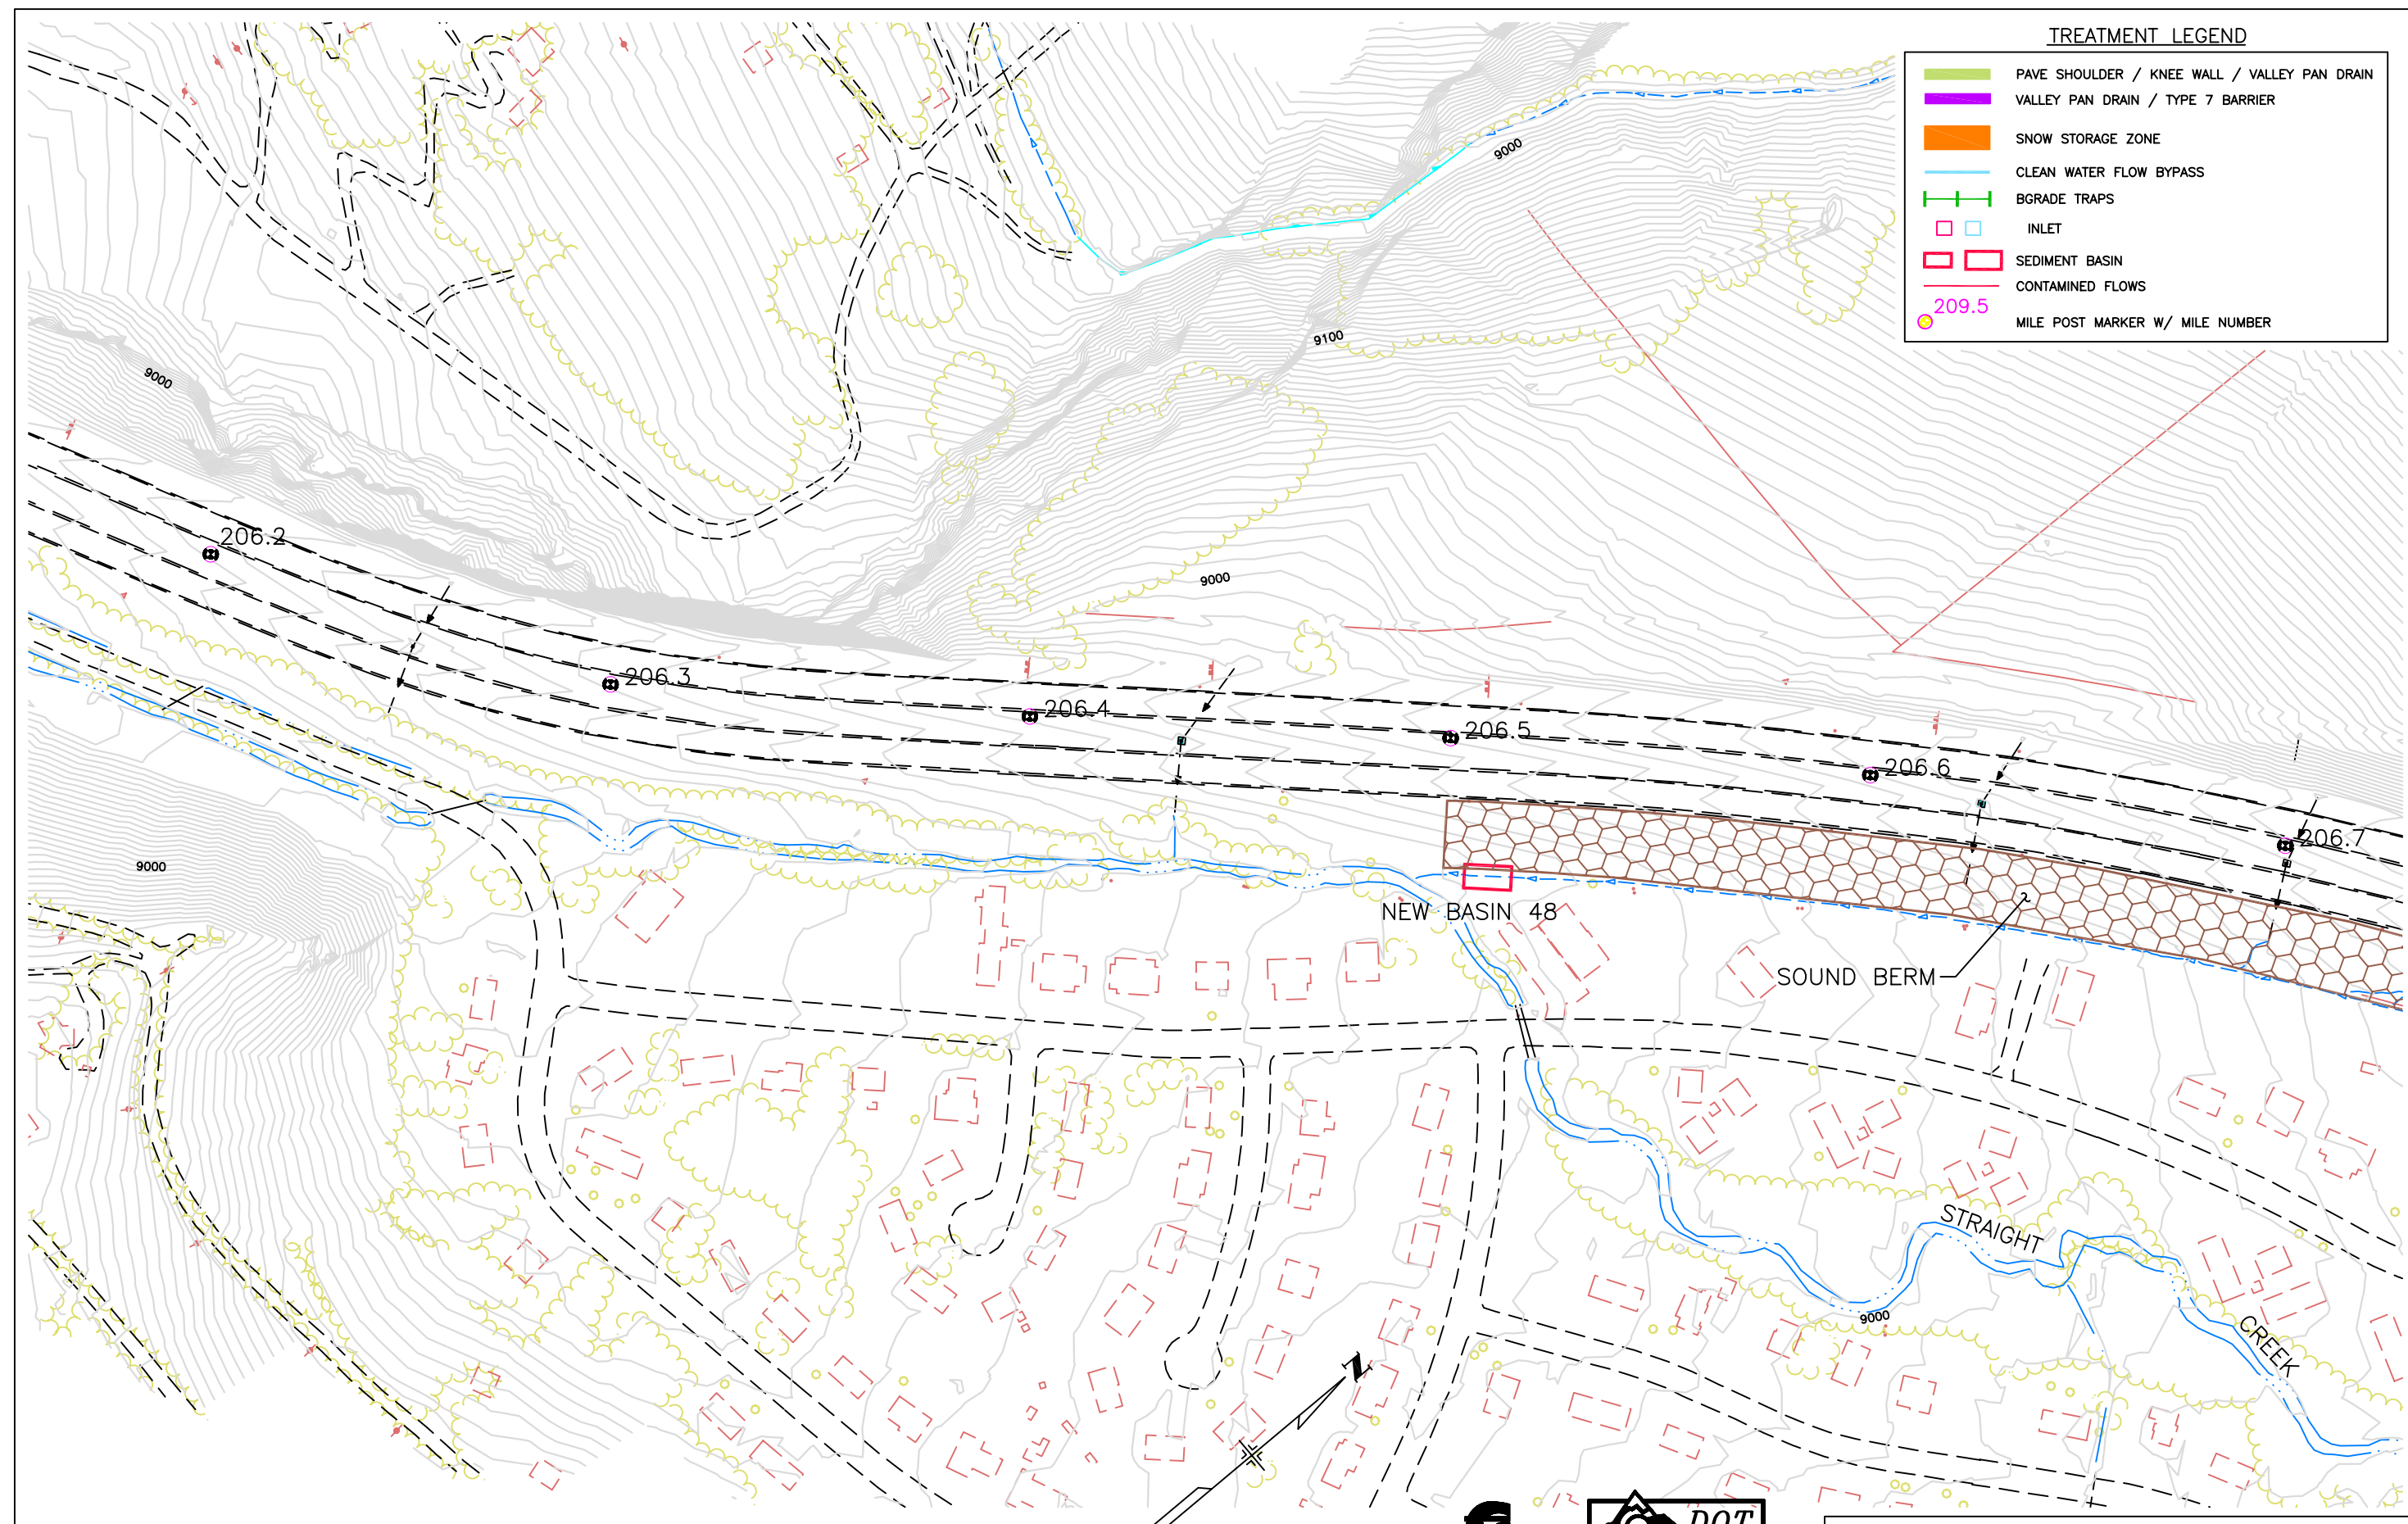 TREATMENT LEGEND
PAVE SHOULDER / KNEE WALL / VALLEY PAN DRAIN
VALLEY PAN DRAIN / TYPE 7 BARRIER
SNOW STORAGE ZONE
CLEAN WATER FLOW BYPASS
BGRADE TRAPS
INLET
SEDIMENT BASIN
CONTAMINED FLOWS
209.5
MILE POST MARKER W/ MILE NUMBER
9000
9100
9000
9000
206.2
206.3
206.4
206.5
206.6
206.7
9000
NEW BASIN 48
SOUND BERM
STRAIGHT
CREEK
9000
N
DOT